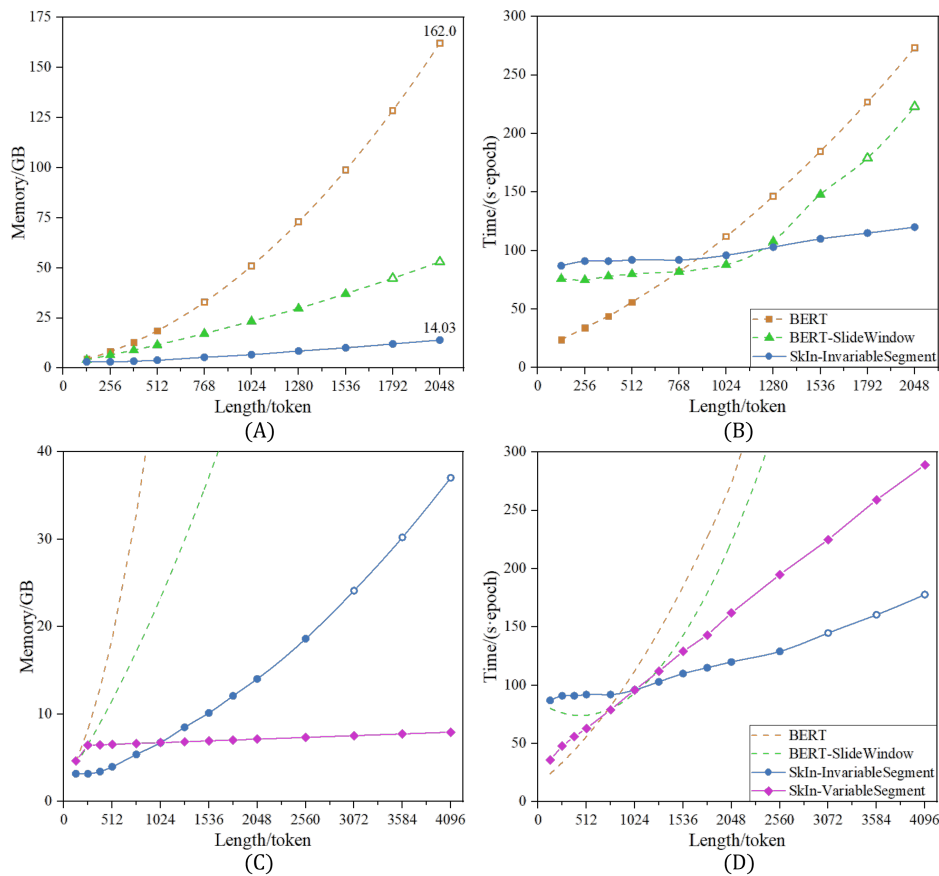 175
150
125
100
75
50
25
0
Memory/GB
162.0
14.03
0 256 512 768 1024 1280 1536 1792 2048
Length/token
(A)
300
250
200
150
100
50
0
Time/(s·epoch)
BERT
BERT-SlideWindow
SkIn-InvariableSegment
0 256 512 768 1024 1280 1536 1792 2048
Length/token
(B)
40
30
20
10
0
Memory/GB
0 512 1024 1536 2048 2560 3072 3584 4096
Length/token
(C)
300
250
200
150
100
50
0
Time/(s·epoch)
BERT
BERT-SlideWindow
SkIn-InvariableSegment
SkIn-VariableSegment
0 512 1024 1536 2048 2560 3072 3584 4096
Length/token
(D)